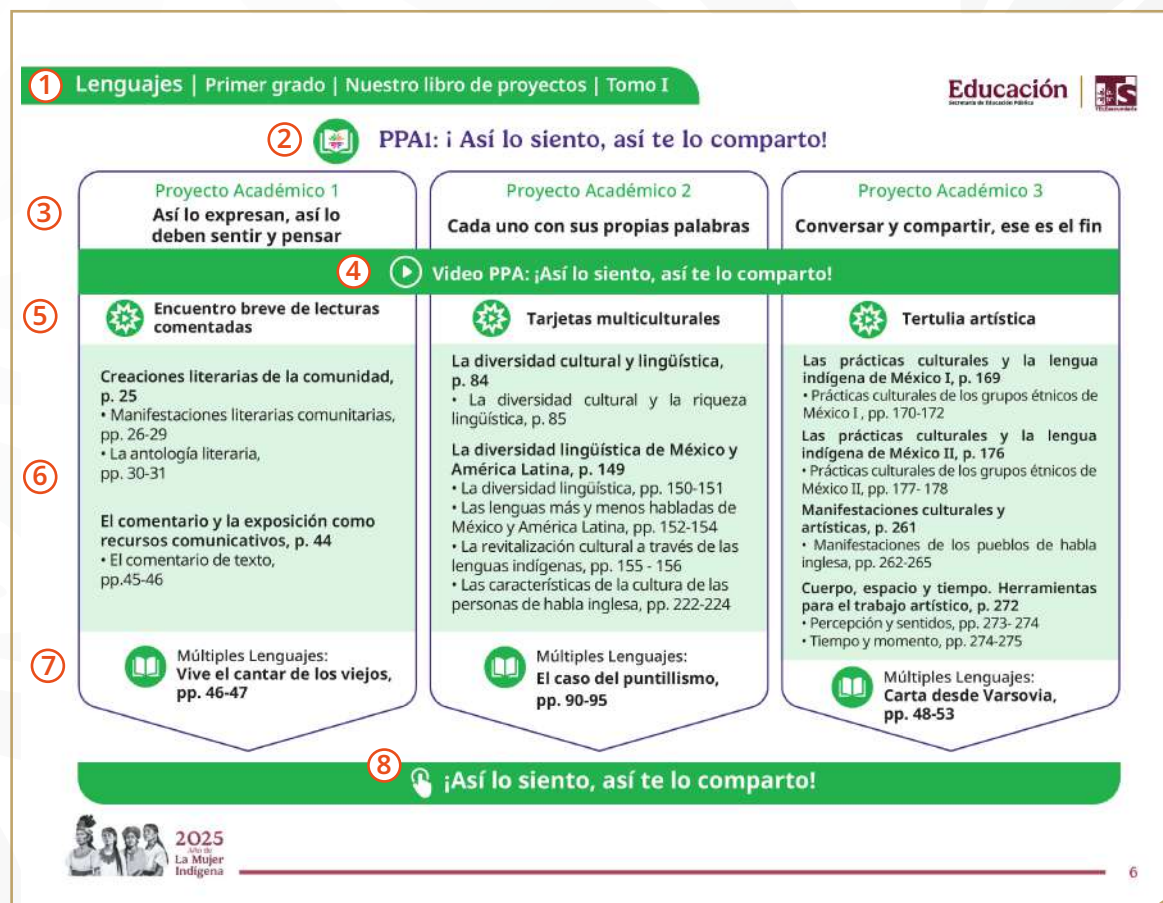 1 Lenguajes | Primer grado | Nuestro libro de proyectos | Tomo I
Educación
Secretaría de Educación Pública
TS
TELEsecundaria
2 PPA1: ¡ Así lo siento, así te lo comparto!
3
Proyecto Académico 1
Así lo expresan, así lo
deben sentir y pensar
Proyecto Académico 2
Cada uno con sus propias palabras
Proyecto Académico 3
Conversar y compartir, ese es el fin
4 Video PPA: ¡Así lo siento, así te lo comparto!
5
Encuentro breve de lecturas
comentadas
Tarjetas multiculturales
Tertulia artística
6
Creaciones literarias de la comunidad,
p. 25
• Manifestaciones literarias comunitarias,
pp. 26-29
• La antología literaria,
pp. 30-31
El comentario y la exposición como
recursos comunicativos, p. 44
• El comentario de texto,
pp.45-46
La diversidad cultural y lingüística,
p. 84
• La diversidad cultural y la riqueza
lingüística, p. 85
La diversidad lingüística de México y
América Latina, p. 149
• La diversidad lingüística, pp. 150-151
• Las lenguas más y menos habladas de
México y América Latina, pp. 152-154
• La revitalización cultural a través de las
lenguas indígenas, pp. 155 - 156
• Las características de la cultura de las
personas de habla inglesa, pp. 222-224
Las prácticas culturales y la lengua
indígena de México I, p. 169
• Prácticas culturales de los grupos étnicos de
México I , pp. 170-172
Las prácticas culturales y la lengua
indígena de México II, p. 176
• Prácticas culturales de los grupos étnicos de
México II, pp. 177- 178
Manifestaciones culturales y
artísticas, p. 261
• Manifestaciones de los pueblos de habla
inglesa, pp. 262-265
Cuerpo, espacio y tiempo. Herramientas
para el trabajo artístico, p. 272
• Percepción y sentidos, pp. 273- 274
• Tiempo y momento, pp. 274-275
7
Múltiples Lenguajes:
Vive el cantar de los viejos,
pp. 46-47
Múltiples Lenguajes:
El caso del puntillismo,
pp. 90-95
Múltiples Lenguajes:
Carta desde Varsovia,
pp. 48-53
8 ¡Así lo siento, así te lo comparto!
2025
Año de
La Mujer
Indígena
6